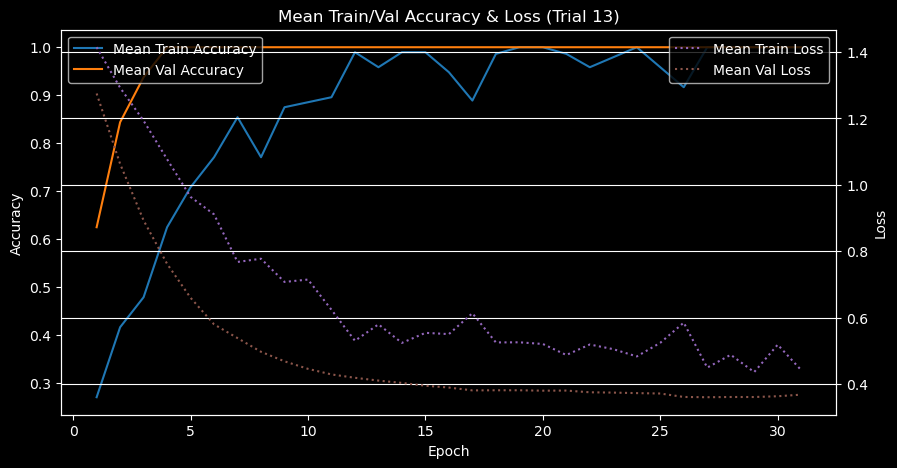 Mean Train/Val Accuracy & Loss (Trial 13)
Mean Train Accuracy
Mean Val Accuracy
Mean Train Loss
Mean Val Loss
1.0
0.9
0.8
0.7
0.6
0.5
0.4
0.3
Accuracy
1.4
1.2
1.0
0.8
0.6
0.4
Loss
0 5 10 15 20 25 30
Epoch